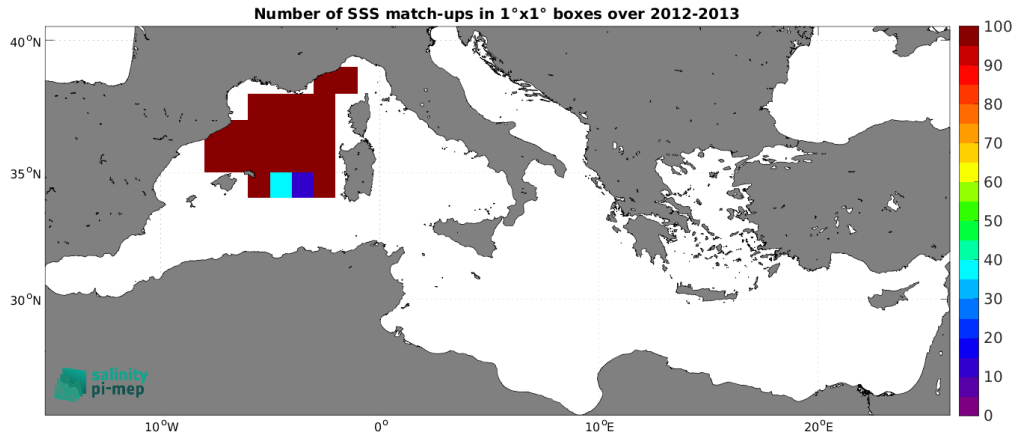 Number of SSS match-ups in 1°x1° boxes over 2012-2013
40°N
35°N
30°N
10°W
0°
10°E
20°E
100
90
80
70
60
50
40
30
20
10
0
salinity
pi-mep